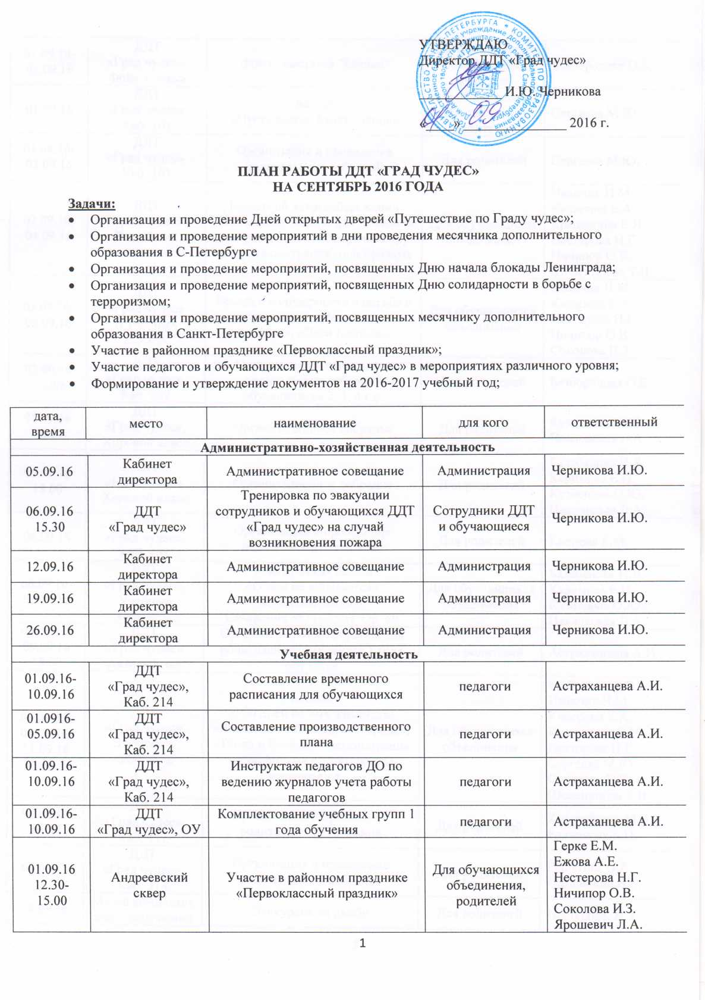 УТВЕРЖДАЮ
Директор ДДТ «Град чудес»
И.Ю. Черникова
«01» 09 2016 г.
ПЛАН РАБОТЫ ДДТ «ГРАД ЧУДЕС»
НА СЕНТЯБРЬ 2016 ГОДА
Задачи:
• Организация и проведение Дней открытых дверей «Путешествие по Граду чудес»;
• Организация и проведение мероприятий в дни проведения месячника дополнительного
образования в С-Петербурге
• Организация и проведение мероприятий, посвященных Дню начала блокады Ленинграда;
• Организация и проведение мероприятий, посвященных Дню солидарности в борьбе с
терроризмом;
• Организация и проведение мероприятий, посвященных месячнику дополнительного
образования в Санкт-Петербурге
• Участие в районном празднике «Первоклассный праздник»;
• Участие педагогов и обучающихся ДДТ «Град чудес» в мероприятиях различного уровня;
• Формирование и утверждение документов на 2016-2017 учебный год;
дата,
время
место
наименование
для кого
ответственный
Административно-хозяйственная деятельность
05.09.16
Кабинет
директора
Административное совещание
Администрация
Черникова И.Ю.
06.09.16
15.30
ДДТ
«Град чудес»
Тренировка по эвакуации
сотрудников и обучающихся ДДТ
«Град чудес» на случай
возникновения пожара
Сотрудники ДДТ
и обучающиеся
Черникова И.Ю.
12.09.16
Кабинет
директора
Административное совещание
Администрация
Черникова И.Ю.
19.09.16
Кабинет
директора
Административное совещание
Администрация
Черникова И.Ю.
26.09.16
Кабинет
директора
Административное совещание
Администрация
Черникова И.Ю.
Учебная деятельность
01.09.16-
10.09.16
ДДТ
«Град чудес»,
Каб. 214
Составление временного
расписания для обучающихся
педагоги
Астраханцева А.И.
01.0916-
05.09.16
ДДТ
«Град чудес»,
Каб. 214
Составление производственного
плана
педагоги
Астраханцева А.И.
01.09.16-
10.09.16
ДДТ
«Град чудес»,
Каб. 214
Инструктаж педагогов ДО по
ведению журналов учета работы
педагогов
педагоги
Астраханцева А.И.
01.09.16-
10.09.16
ДДТ
«Град чудес», ОУ
Комплектование учебных групп 1
года обучения
педагоги
Астраханцева А.И.
01.09.16
12.30-
15.00
Андреевский
сквер
Участие в районном празднике
«Первоклассный праздник»
Для обучающихся
объединения,
родителей
Герке Е.М.
Ежова А.Е.
Нестерова Н.Г.
Ничипор О.В.
Соколова И.З.
Ярошевич Л.А.
1